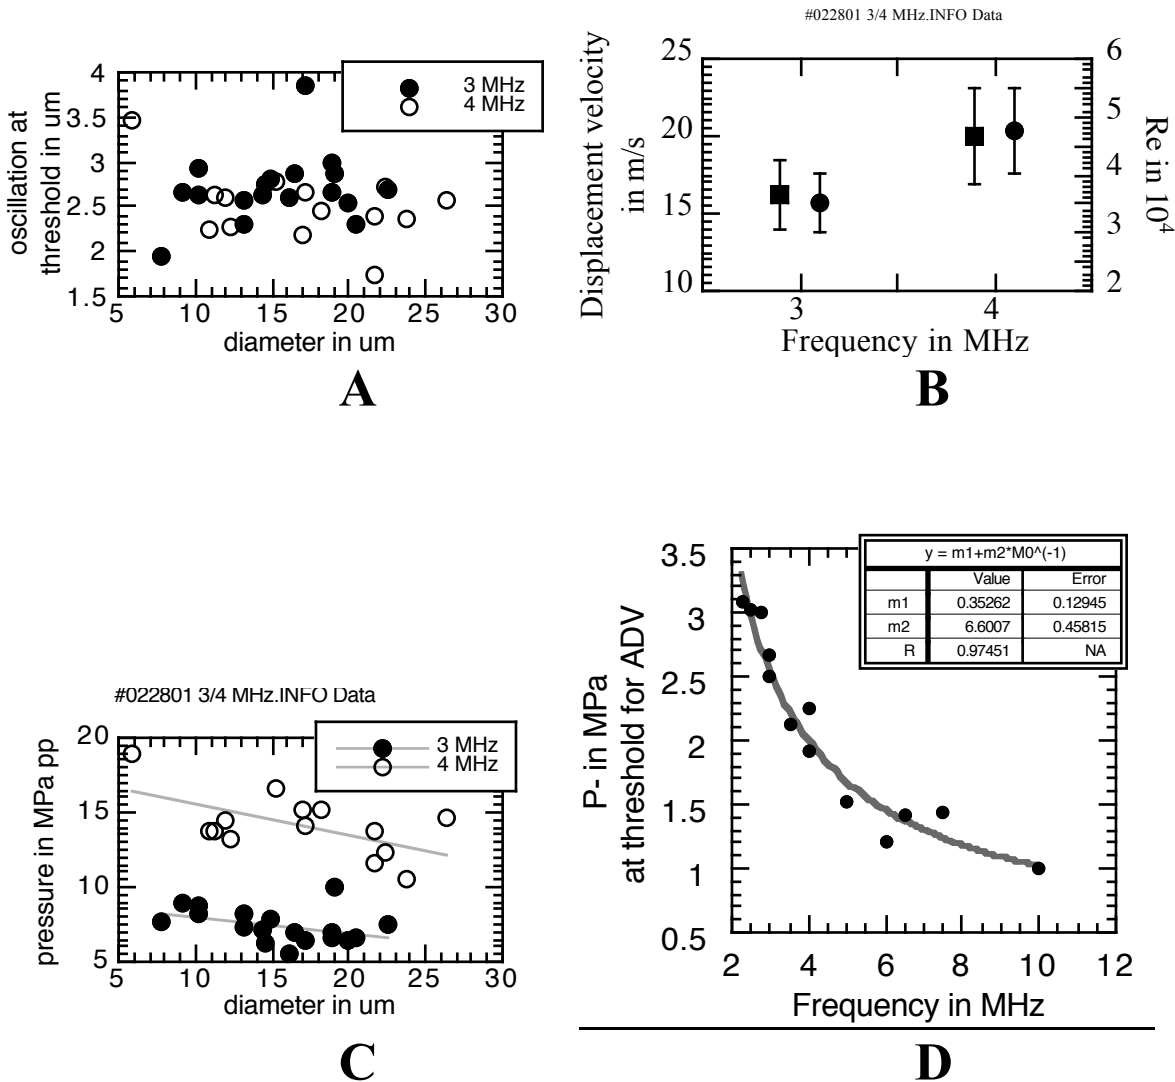 4
3.5
3
2.5
2
1.5
oscillation at
threshold in um
3 MHz
4 MHz
5 10 15 20 25 30
diameter in um
A
#022801 3/4 MHz.INFO Data
Displacement velocity
in m/s
25
20
15
10
6
5
4
3
2
Re in 10^4
3 4
Frequency in MHz
B
#022801 3/4 MHz.INFO Data
pressure in MPa pp
20
15
10
5
3 MHz
4 MHz
5 10 15 20 25 30
diameter in um
C
P- in MPa
at threshold for ADV
3.5
3
2.5
2
1.5
1
0.5
y = m1+m2*M0^(-1)
Value Error
m1 0.35262 0.12945
m2 6.6007 0.45815
R 0.97451 NA
2 4 6 8 10 12
Frequency in MHz
D